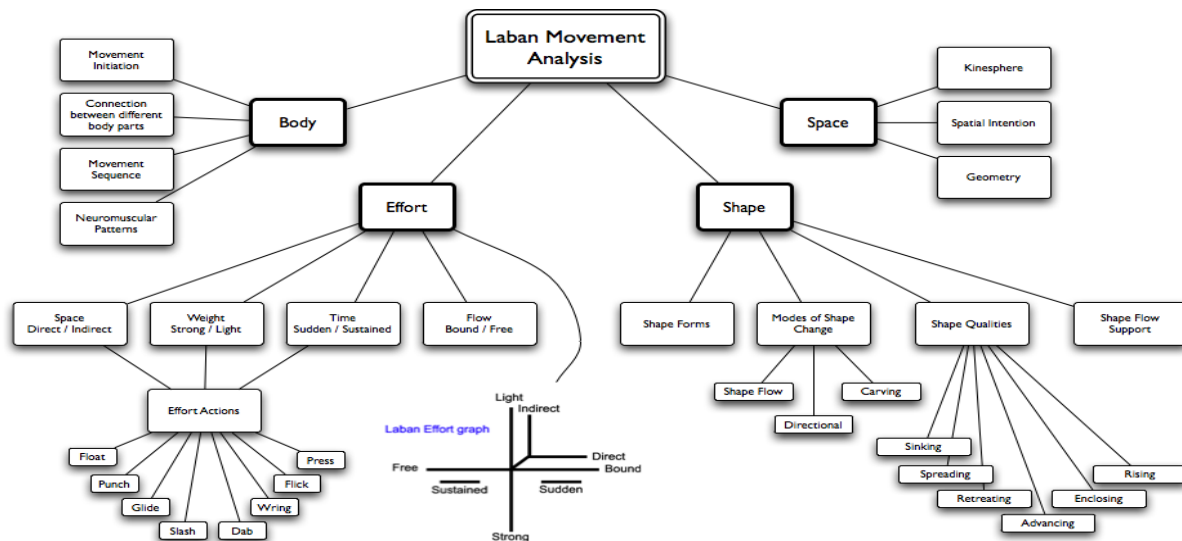 Laban Movement
Analysis
Movement
Initiation
Connection
between different
body parts
Movement
Sequence
Neuromuscular
Patterns
Body
Space
Kinesphere
Spatial Intention
Geometry
Effort
Shape
Space
Direct / Indirect
Weight
Strong / Light
Time
Sudden / Sustained
Flow
Bound / Free
Shape Forms
Modes of Shape
Change
Shape Qualities
Shape Flow
Support
Effort Actions
Float
Punch
Glide
Slash
Dab
Wring
Flick
Press
Laban Effort graph
Light
Indirect
Direct
Free
Bound
Sustained
Sudden
Strong
Shape Flow
Directional
Carving
Sinking
Spreading
Retreating
Advancing
Enclosing
Rising